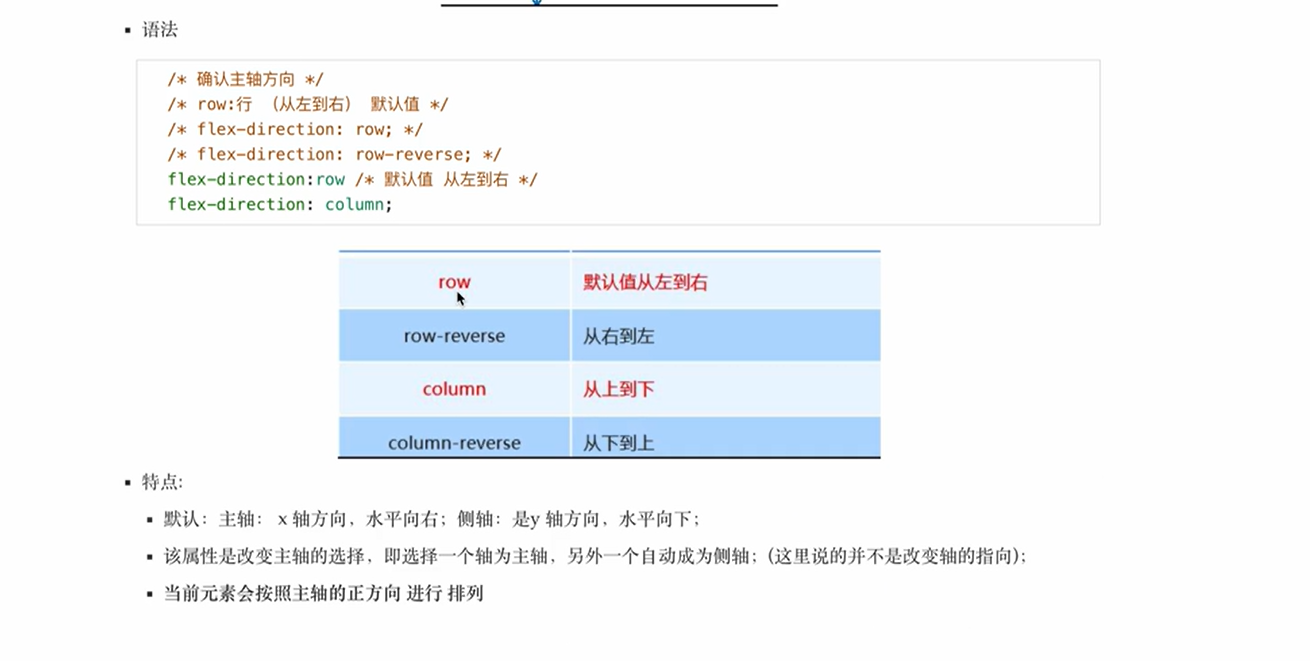 语法
/* 确认主轴方向 */
/* row:行 （从左到右） 默认值 */
/* flex-direction: row; */
/* flex-direction: row-reverse; */
flex-direction:row /* 默认值 从左到右 */
flex-direction: column;
row 默认值从左到右
row-reverse 从右到左
column 从上到下
column-reverse 从下到上
特点:
默认：主轴： x 轴方向，水平向右；侧轴：是y 轴方向，水平向下；
该属性是改变主轴的选择，即选择一个轴为主轴，另外一个自动成为侧轴；(这里说的并不是改变轴的指向)；
当前元素会按照主轴的正方向 进行 排列